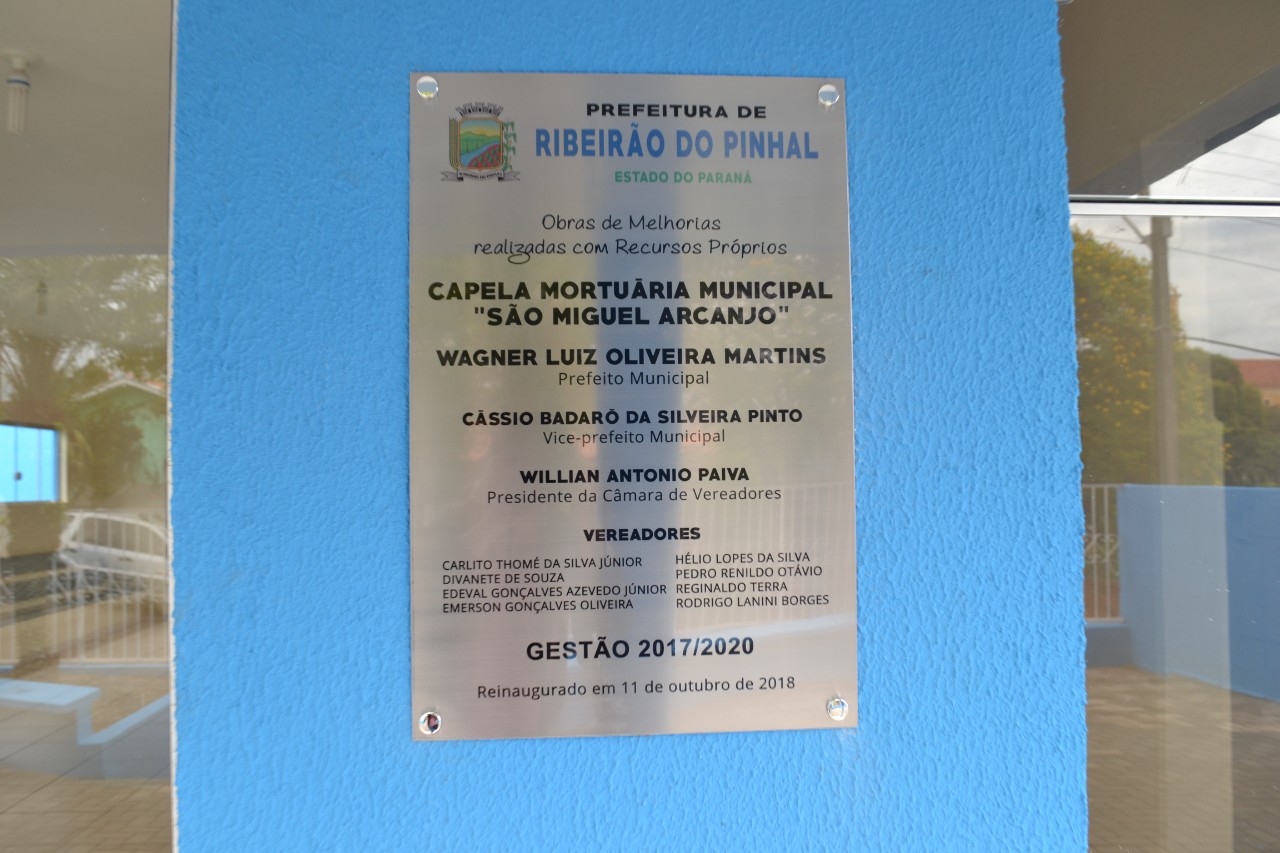 PREFEITURA DE
RIBEIRÃO DO PINHAL
ESTADO DO PARANÁ
Obras de Melhorias
realizadas com Recursos Próprios
CAPELA MORTUÁRIA MUNICIPAL
"SÃO MIGUEL ARCANJO"
WAGNER LUIZ OLIVEIRA MARTINS
Prefeito Municipal
CÁSSIO BADARÓ DA SILVEIRA PINTO
Vice-prefeito Municipal
WILLIAN ANTONIO PAIVA
Presidente da Câmara de Vereadores
VEREADORES
CARLITO THOMÉ DA SILVA JÚNIOR
DIVANETE DE SOUZA
EDEVAL GONÇALVES AZEVEDO JÚNIOR
EMERSON GONÇALVES OLIVEIRA
HÉLIO LOPES DA SILVA
PEDRO RENILDO OTÁVIO
REGINALDO TERRA
RODRIGO LANINI BORGES
GESTÃO 2017/2020
Reinaugurado em 11 de outubro de 2018